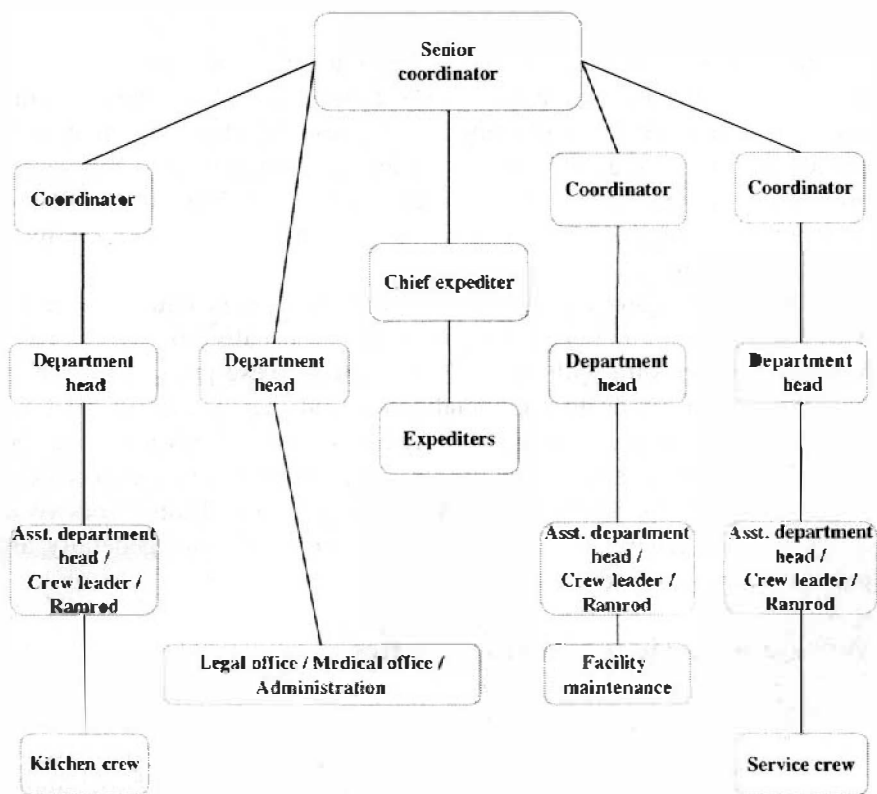 Senior
coordinator
Coordinator
Coordinator
Coordinator
Chief expediter
Department
head
Department
head
Department
head
Department
head
Expediters
Asst. department
head /
Crew leader /
Ramrod
Asst. department
head /
Crew leader /
Ramrod
Asst. department
head /
Crew leader /
Ramrod
Legal office / Medical office /
Administration
Facility
maintenance
Kitchen crew
Service crew